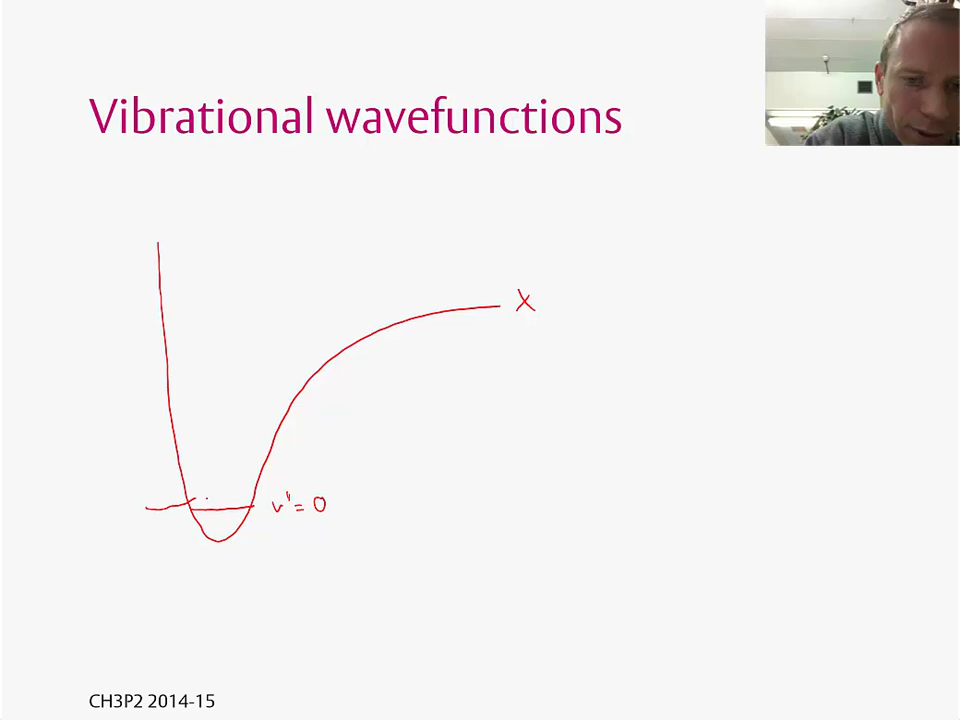 Vibrational wavefunctions
X
v" = 0
CH3P2 2014-15